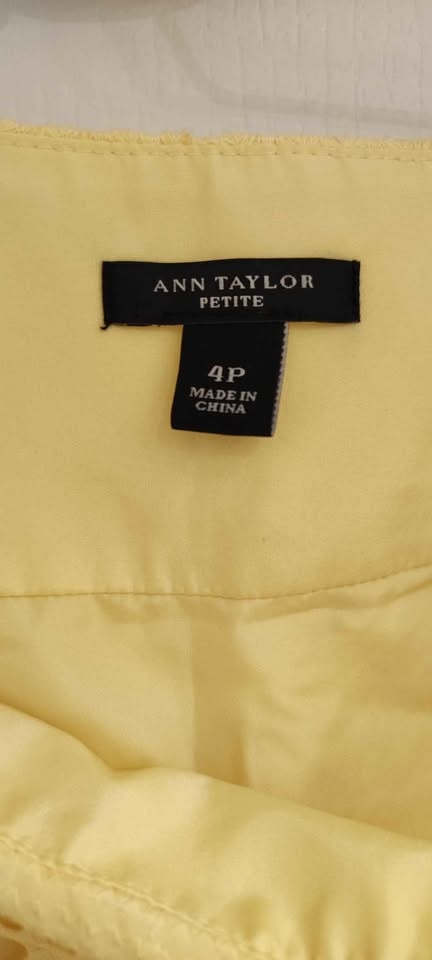 ANN TAYLOR
PETITE
4P
MADE IN
CHINA